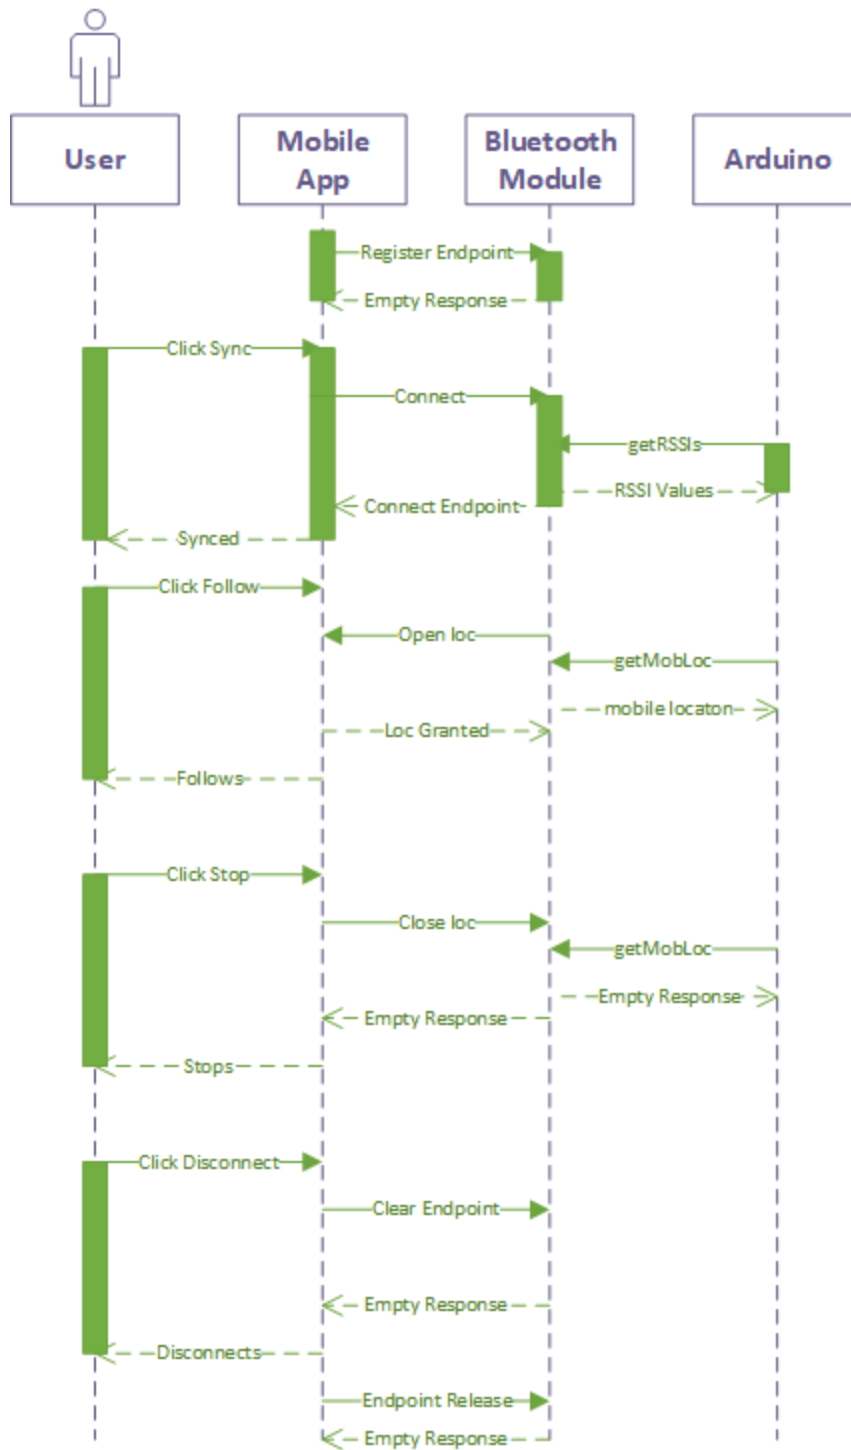 User
Mobile
App
Bluetooth
Module
Arduino
Register Endpoint
Empty Response
Click Sync
Connect
getRSSIs
RSSI Values
Connect Endpoint
Synced
Click Follow
Open loc
getMobLoc
mobile locaton
Loc Granted
Follows
Click Stop
Close loc
getMobLoc
Empty Response
Empty Response
Stops
Click Disconnect
Clear Endpoint
Empty Response
Disconnects
Endpoint Release
Empty Response